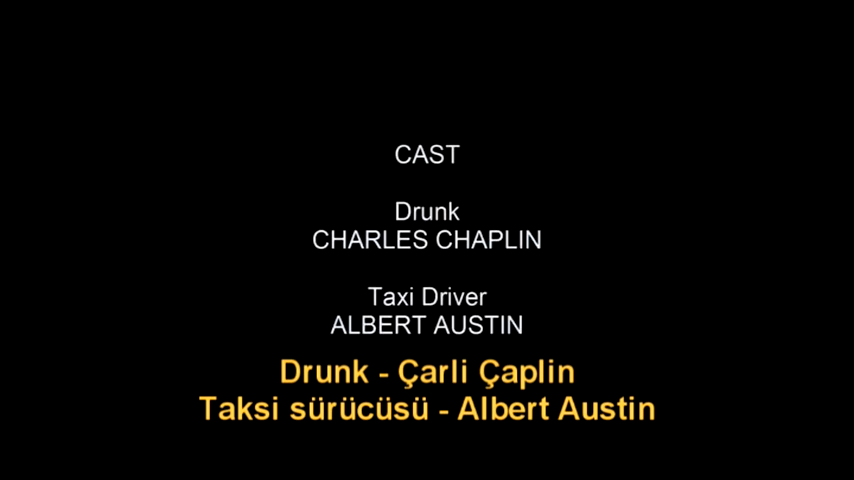 CAST
Drunk
CHARLES CHAPLIN
Taxi Driver
ALBERT AUSTIN
Drunk - Çarli Çaplin
Taksi sürücüsü - Albert Austin